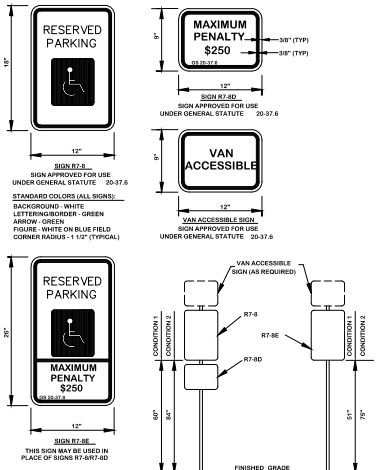 RESERVED
PARKING
18"
12"
SIGN R7-8
SIGN APPROVED FOR USE
UNDER GENERAL STATUTE 20-37.6
STANDARD COLORS (ALL SIGNS):
BACKGROUND - WHITE
LETTERING/BORDER - GREEN
ARROW - GREEN
FIGURE - WHITE ON BLUE FIELD
CORNER RADIUS - 1 1/2" (TYPICAL)
MAXIMUM
PENALTY
$250
GS 20-37.6
9"
3/8" (TYP)
3/8" (TYP)
12"
SIGN R7-8D
SIGN APPROVED FOR USE
UNDER GENERAL STATUTE 20-37.6
VAN
ACCESSIBLE
9"
12"
VAN ACCESSIBLE SIGN
SIGN APPROVED FOR USE
UNDER GENERAL STATUTE 20-37.6
RESERVED
PARKING
MAXIMUM
PENALTY
$250
GS 20-37.6
26"
12"
SIGN R7-8E
THIS SIGN MAY BE USED IN
PLACE OF SIGNS R7-8/R7-8D
VAN ACCESSIBLE
SIGN (AS REQUIRED)
R7-8
R7-8E
R7-8D
CONDITION 1
CONDITION 2
60"
84"
CONDITION 1
CONDITION 2
51"
75"
FINISHED GRADE